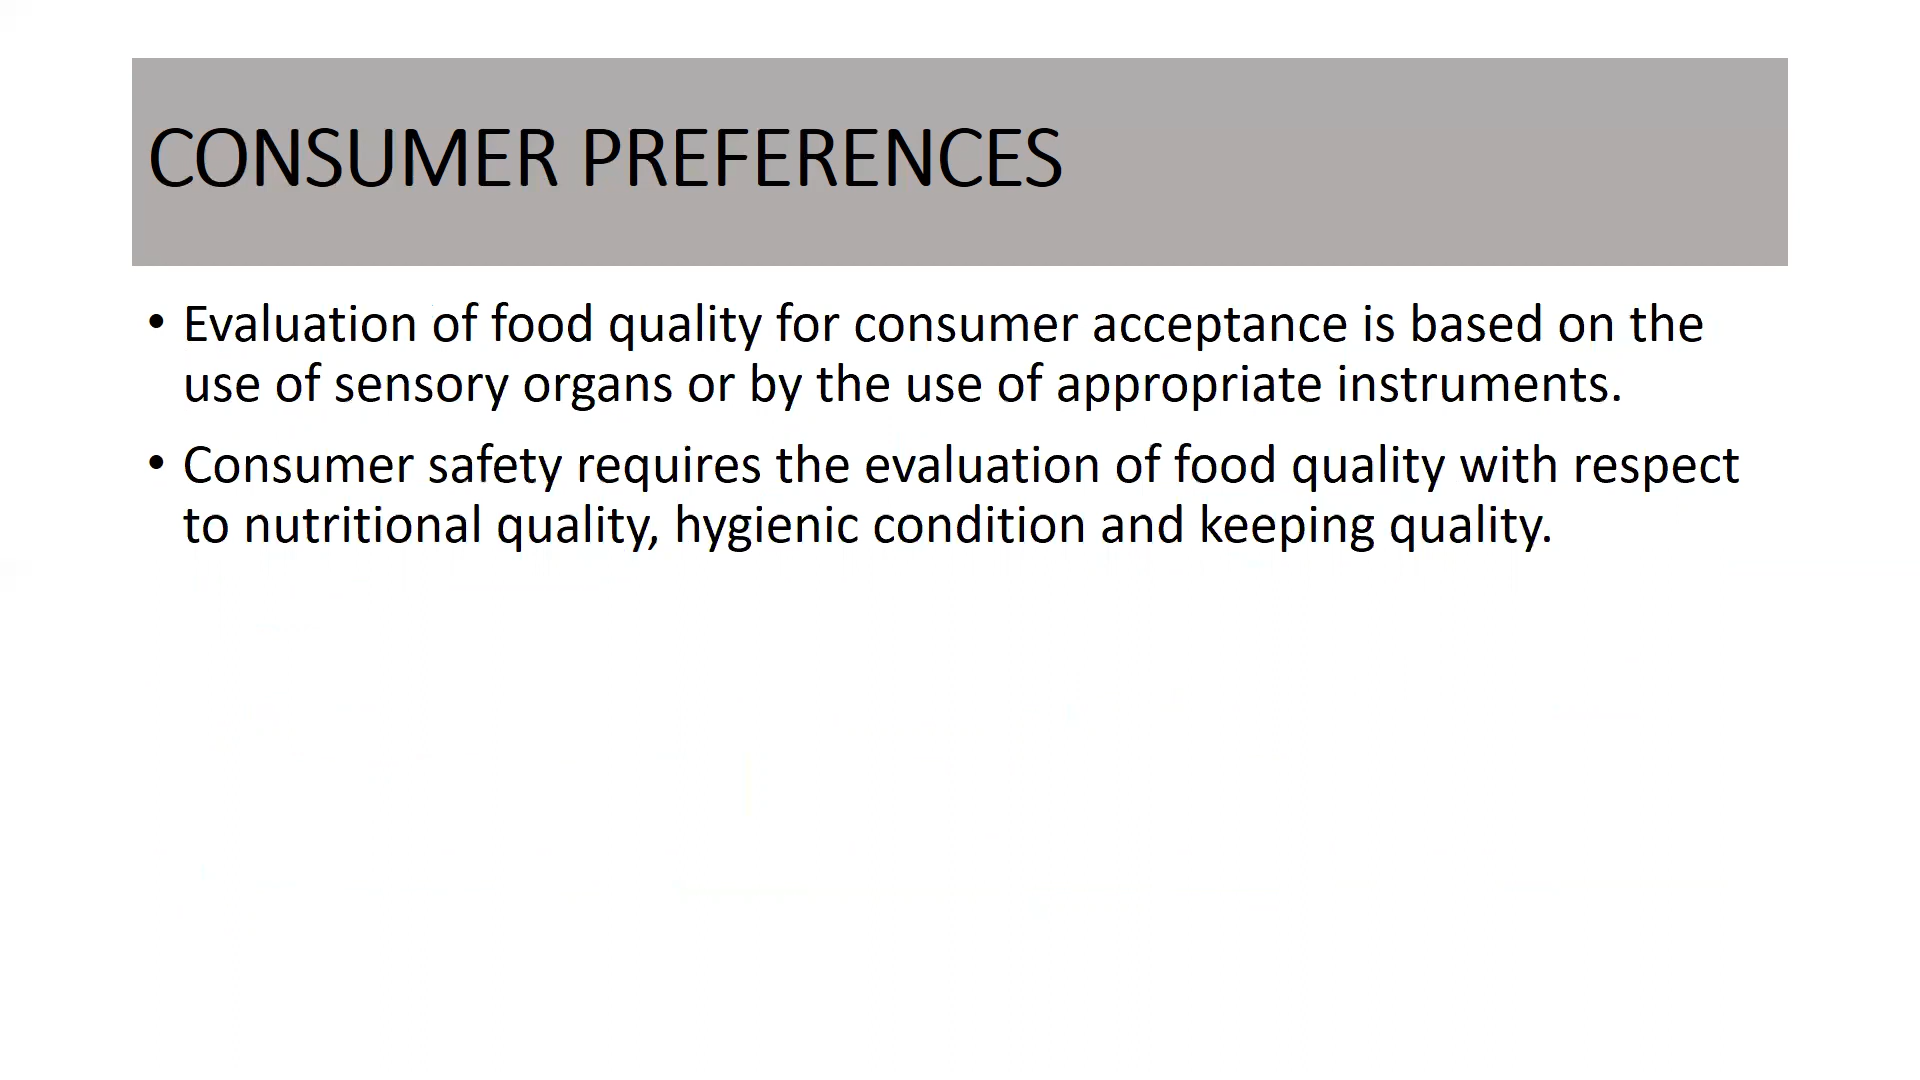 CONSUMER PREFERENCES
• Evaluation of food quality for consumer acceptance is based on the
use of sensory organs or by the use of appropriate instruments.
• Consumer safety requires the evaluation of food quality with respect
to nutritional quality, hygienic condition and keeping quality.